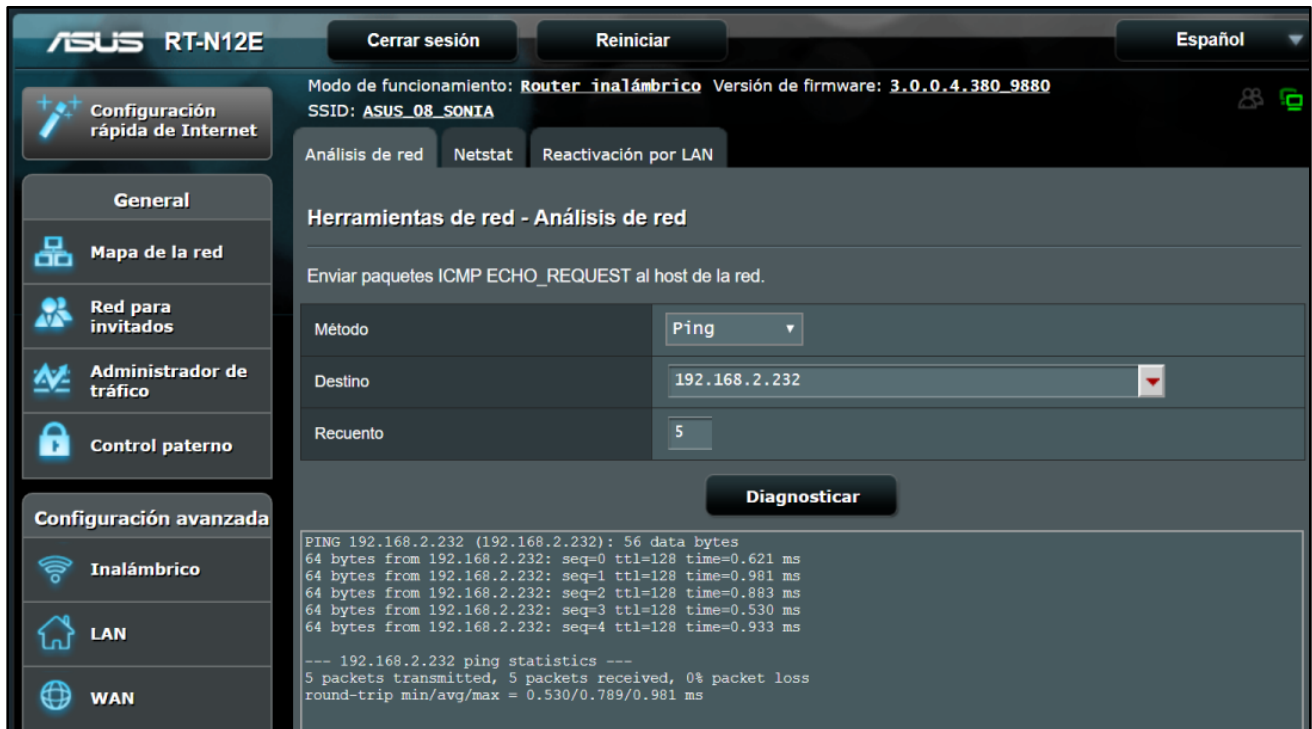 ASUS RT-N12E
Cerrar sesión
Reiniciar
Español
Modo de funcionamiento: Router inalámbrico Versión de firmware: 3.0.0.4.380_9880
SSID: ASUS_08_SONIA
Configuración
rápida de Internet
General
Mapa de la red
Red para
invitados
Administrador de
tráfico
Control paterno
Configuración avanzada
Inalámbrico
LAN
WAN
Análisis de red
Netstat
Reactivación por LAN
Herramientas de red - Análisis de red
Enviar paquetes ICMP ECHO_REQUEST al host de la red.
Método Ping
Destino 192.168.2.232
Recuento 5
Diagnosticar
PING 192.168.2.232 (192.168.2.232): 56 data bytes
64 bytes from 192.168.2.232: seq=0 ttl=128 time=0.621 ms
64 bytes from 192.168.2.232: seq=1 ttl=128 time=0.981 ms
64 bytes from 192.168.2.232: seq=2 ttl=128 time=0.883 ms
64 bytes from 192.168.2.232: seq=3 ttl=128 time=0.530 ms
64 bytes from 192.168.2.232: seq=4 ttl=128 time=0.933 ms
--- 192.168.2.232 ping statistics ---
5 packets transmitted, 5 packets received, 0% packet loss
round-trip min/avg/max = 0.530/0.789/0.981 ms